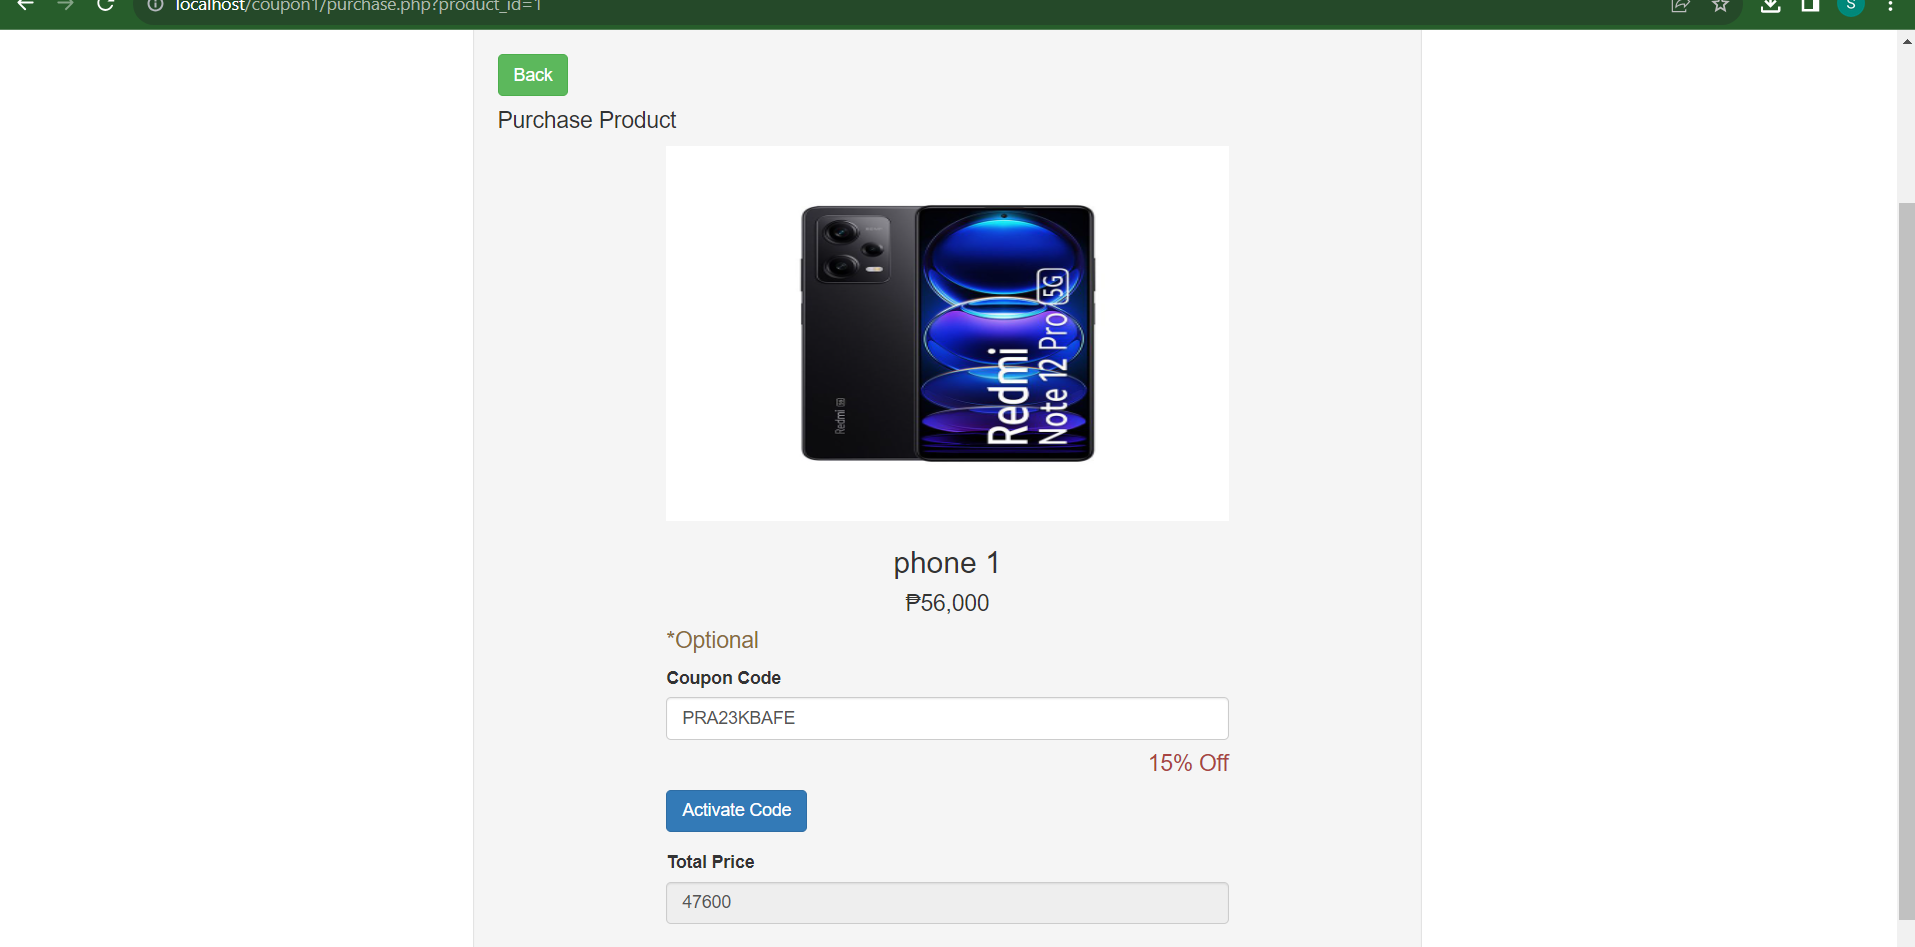 localhost/coupon1/purchase.php?product_id=1
S
Back
Purchase Product
Redmi
Redmi
Note 12 Pro 5G
phone 1
₱56,000
*Optional
Coupon Code
PRA23KBAFE
15% Off
Activate Code
Total Price
47600